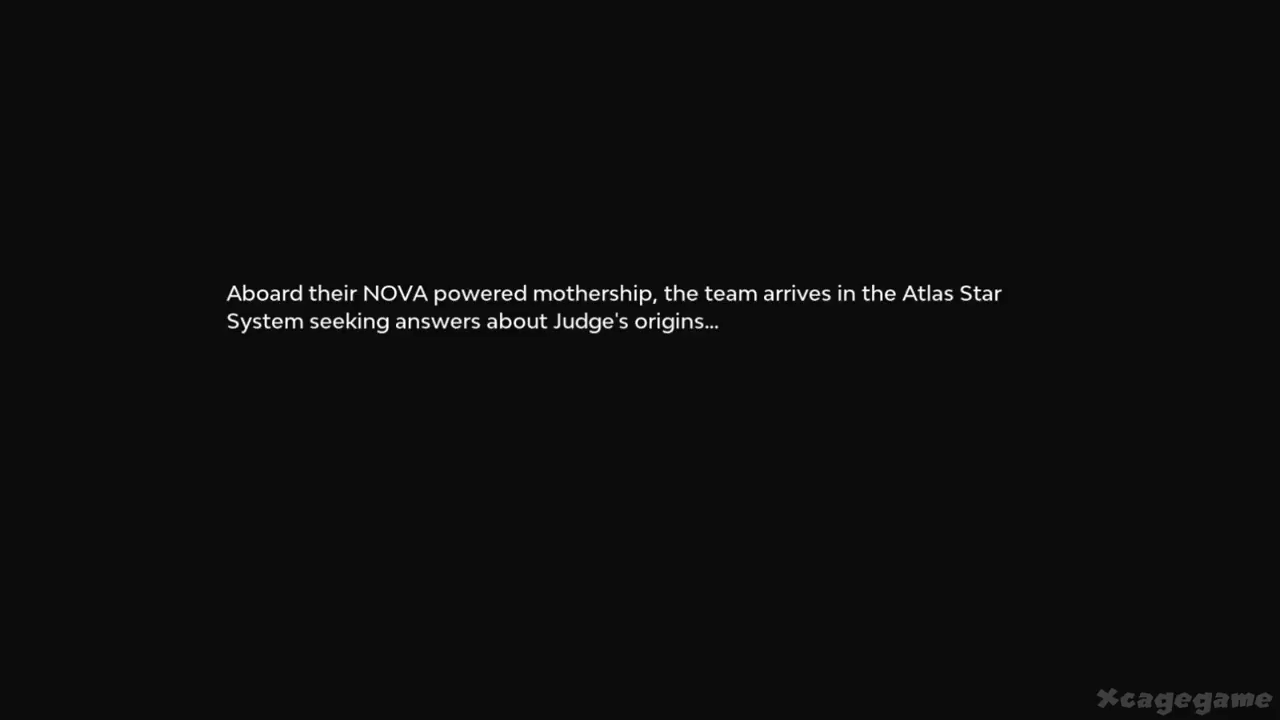 Aboard their NOVA powered mothership, the team arrives in the Atlas Star
System seeking answers about Judge's origins...
Xcagegame